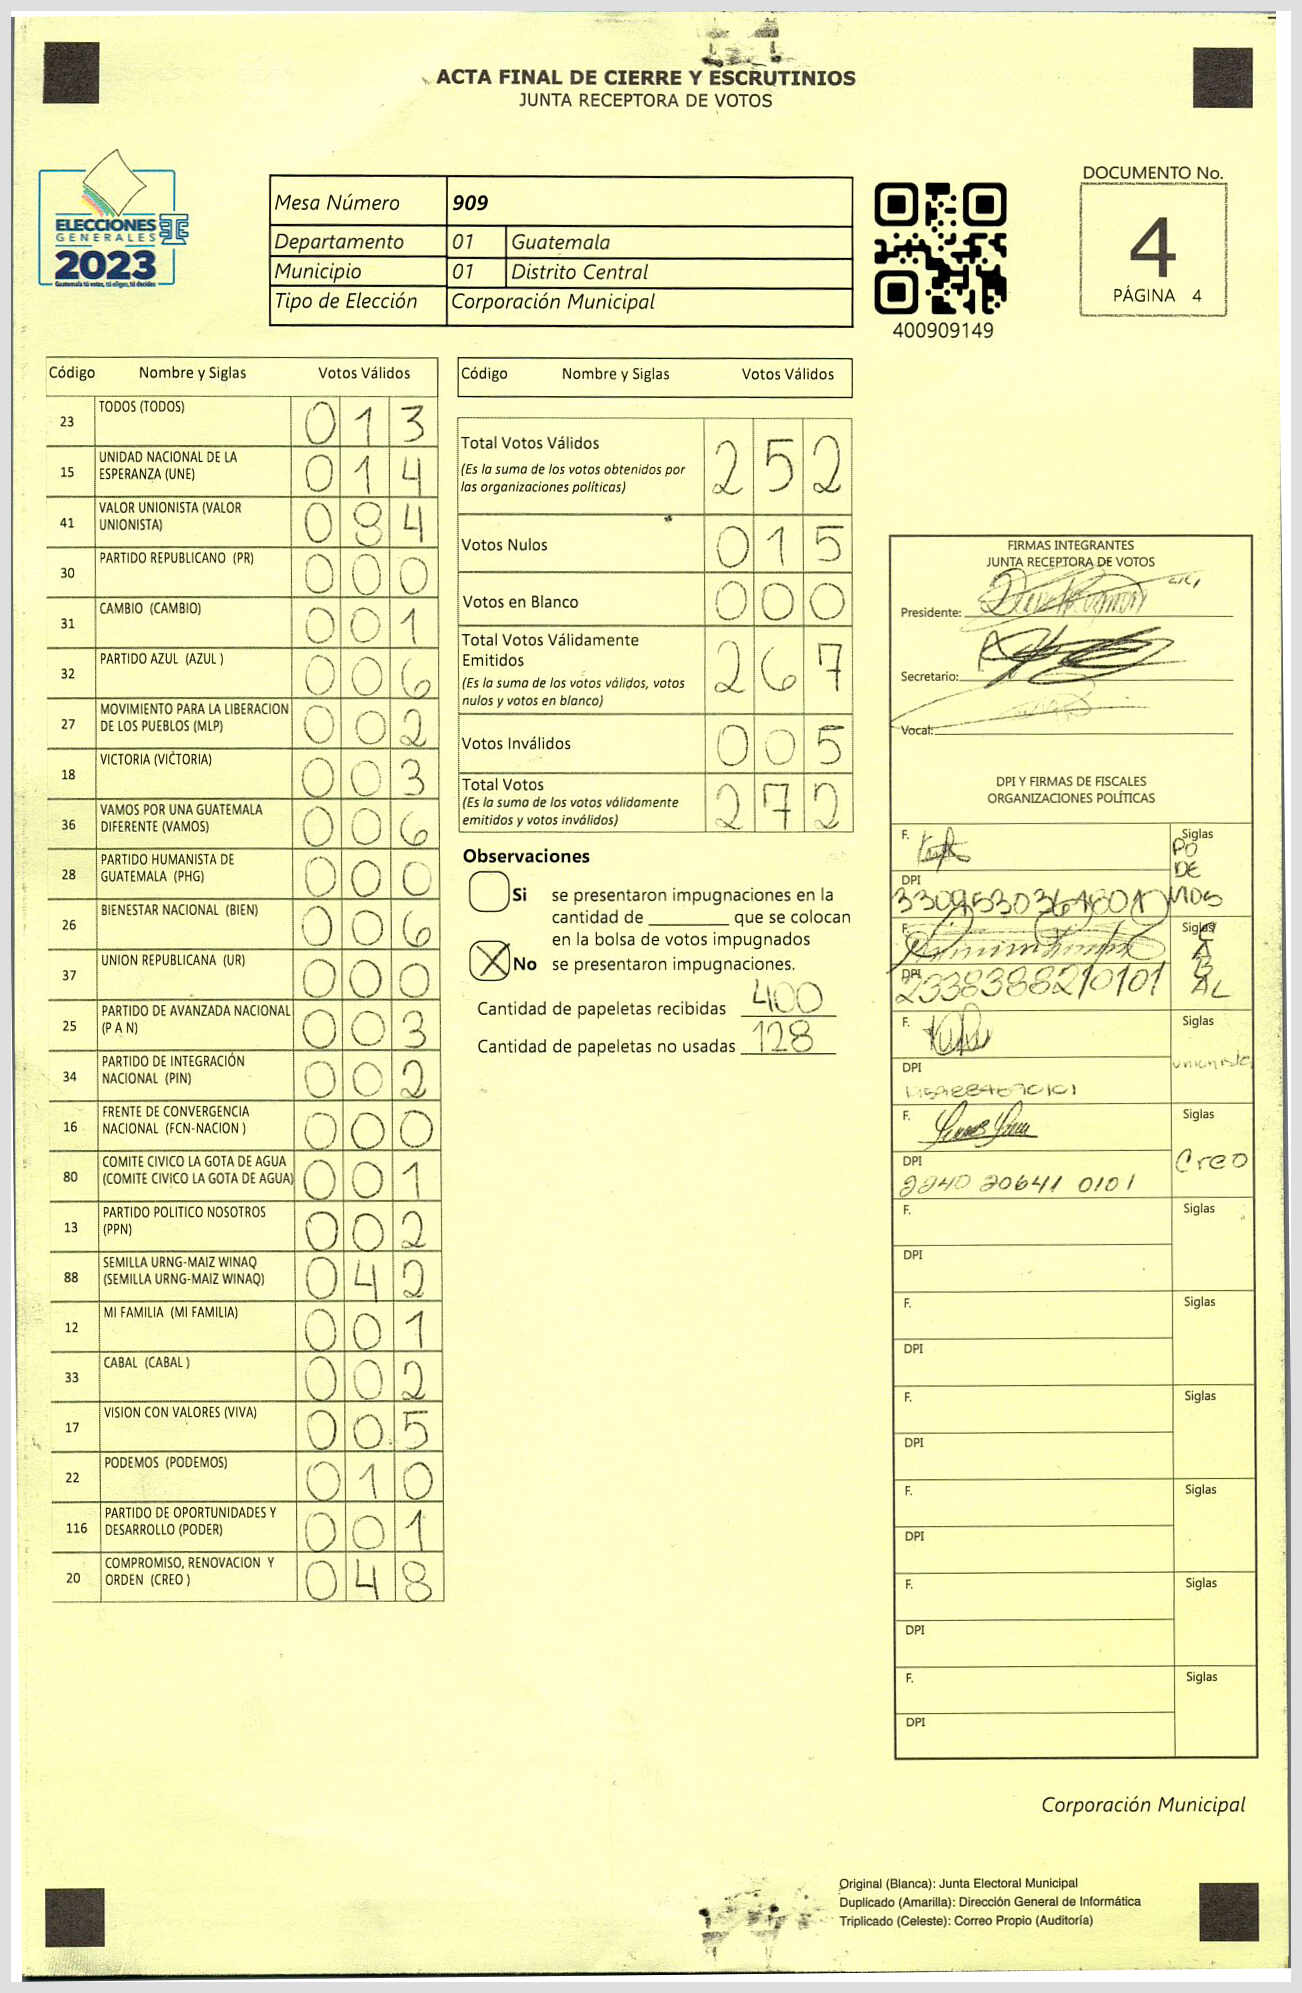 ACTA FINAL DE CIERRE Y ESCRUTINIOS
JUNTA RECEPTORA DE VOTOS
ELECCIONES
GENERALES
2023
Guatemala tú votas, tú eliges, tú decides
Mesa Número 909
Departamento 01 Guatemala
Municipio 01 Distrito Central
Tipo de Elección Corporación Municipal
400909149
DOCUMENTO No.
4
PÁGINA 4
Código Nombre y Siglas Votos Válidos
23 TODOS (TODOS) 0 1 3
15 UNIDAD NACIONAL DE LA
ESPERANZA (UNE) 0 1 4
41 VALOR UNIONISTA (VALOR
UNIONISTA) 0 8 4
30 PARTIDO REPUBLICANO (PR) 0 0 0
31 CAMBIO (CAMBIO) 0 0 1
32 PARTIDO AZUL (AZUL ) 0 0 6
27 MOVIMIENTO PARA LA LIBERACION
DE LOS PUEBLOS (MLP) 0 0 2
18 VICTORIA (VICTORIA) 0 0 3
36 VAMOS POR UNA GUATEMALA
DIFERENTE (VAMOS) 0 0 6
28 PARTIDO HUMANISTA DE
GUATEMALA (PHG) 0 0 0
26 BIENESTAR NACIONAL (BIEN) 0 0 6
37 UNION REPUBLICANA (UR) 0 0 0
25 PARTIDO DE AVANZADA NACIONAL
(P A N) 0 0 3
34 PARTIDO DE INTEGRACIÓN
NACIONAL (PIN) 0 0 2
16 FRENTE DE CONVERGENCIA
NACIONAL (FCN-NACION ) 0 0 0
80 COMITE CIVICO LA GOTA DE AGUA
(COMITE CIVICO LA GOTA DE AGUA) 0 0 1
13 PARTIDO POLITICO NOSOTROS
(PPN) 0 0 2
88 SEMILLA URNG-MAIZ WINAQ
(SEMILLA URNG-MAIZ WINAQ) 0 4 2
12 MI FAMILIA (MI FAMILIA) 0 0 1
33 CABAL (CABAL ) 0 0 2
17 VISION CON VALORES (VIVA) 0 0 5
22 PODEMOS (PODEMOS) 0 1 0
116 PARTIDO DE OPORTUNIDADES Y
DESARROLLO (PODER) 0 0 1
20 COMPROMISO, RENOVACION Y
ORDEN (CREO ) 0 4 8
Código Nombre y Siglas Votos Válidos
Total Votos Válidos 2 5 2
(Es la suma de los votos obtenidos por
las organizaciones políticas)
Votos Nulos 0 1 5
Votos en Blanco 0 0 0
Total Votos Válidamente
Emitidos 2 6 7
(Es la suma de los votos válidos, votos
nulos y votos en blanco)
Votos Inválidos 0 0 5
Total Votos 2 7 2
(Es la suma de los votos válidamente
emitidos y votos inválidos)
Observaciones
Si se presentaron impugnaciones en la
cantidad de ________ que se colocan
en la bolsa de votos impugnados
X No se presentaron impugnaciones.
Cantidad de papeletas recibidas 400
Cantidad de papeletas no usadas 128
FIRMAS INTEGRANTES
JUNTA RECEPTORA DE VOTOS
Presidente:
Secretario:
Vocal:
DPI Y FIRMAS DE FISCALES
ORGANIZACIONES POLÍTICAS
F. Siglas
PO
DE
MOS
DPI
F. Siglas
CABAL
DPI
2338388210101
F. Siglas
unionista
DPI
F. Siglas
Creo
DPI
2240 20641 0101
F. Siglas
DPI
F. Siglas
DPI
F. Siglas
DPI
F. Siglas
DPI
F. Siglas
DPI
F. Siglas
DPI
Corporación Municipal
Original (Blanca): Junta Electoral Municipal
Duplicado (Amarilla): Dirección General de Informática
Triplicado (Celeste): Correo Propio (Auditoría)